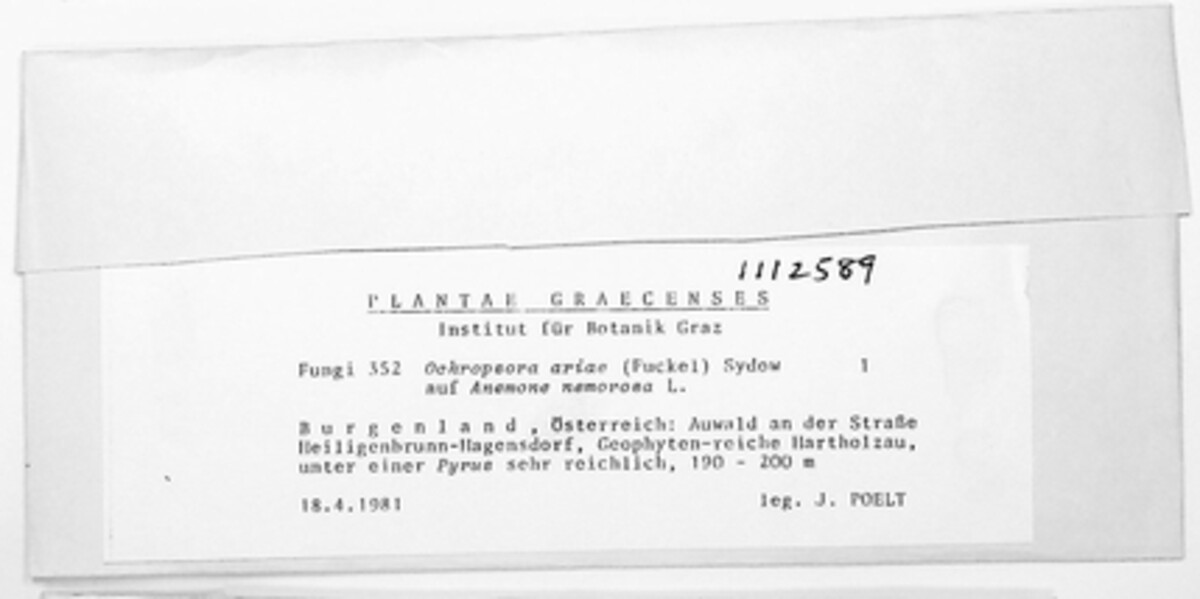 1112589
PLANTAE GRAECENSES
Institut für Botanik Graz
Fungi 352 Ochropsora ariae (Fuckel) Sydow 1
auf Anemone nemorosa L.
Burgenland, Österreich: Auwald an der Straße
Heiligenbrunn-Hagensdorf, Geophyten-reiche Hartholzau,
unter einer Pyrus sehr reichlich, 190 - 200 m
18.4.1981 leg. J. POELT